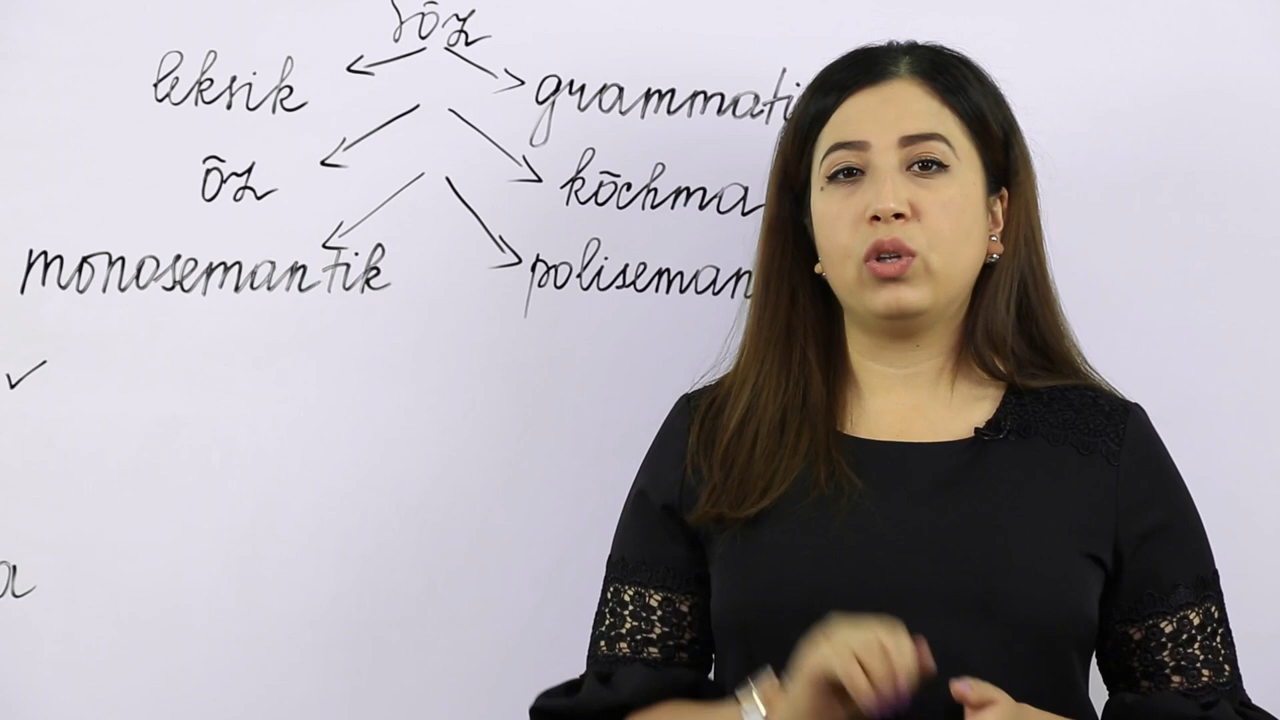 sōz
leksik grammati
ōz kōchma
monosemantik poliseman
a